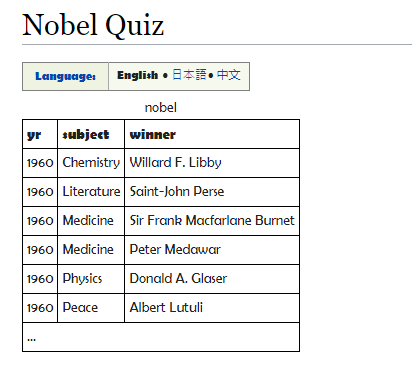 Nobel Quiz
Language: English • 日本語 • 中文
nobel
yr subject winner
1960 Chemistry Willard F. Libby
1960 Literature Saint-John Perse
1960 Medicine Sir Frank Macfarlane Burnet
1960 Medicine Peter Medawar
1960 Physics Donald A. Glaser
1960 Peace Albert Lutuli
...